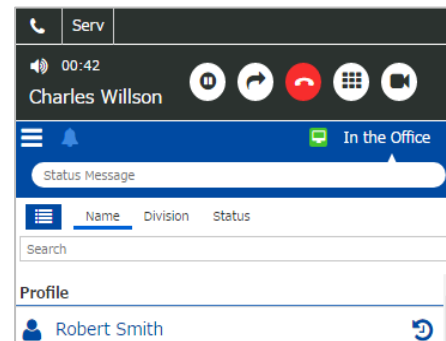 Serv
00:42
Charles Willson
In the Office
Status Message
Name Division Status
Search
Profile
Robert Smith